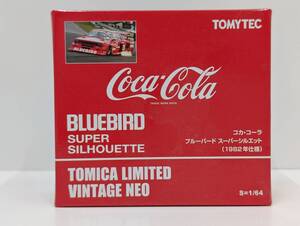 TOMYTEC
Coca-Cola
BLUEBIRD
SUPER
SILHOUETTE
コカ・コーラ
ブルーバード スーパーシルエット
(1982年仕様)
TOMICA LIMITED
VINTAGE NEO
S=1/64